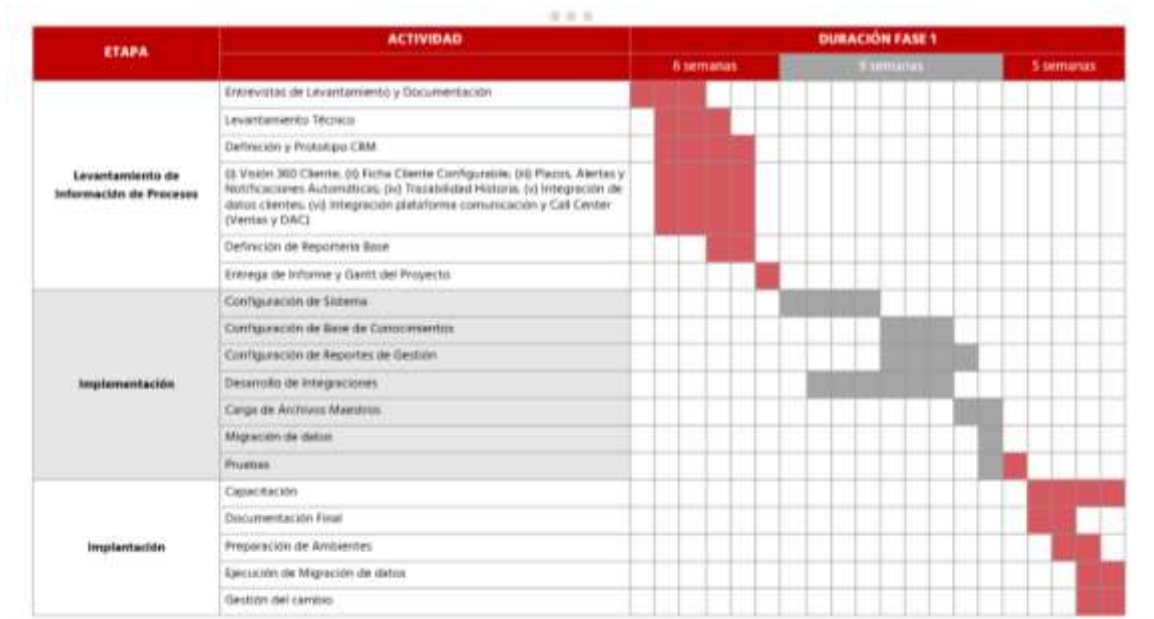 ETAPA
ACTIVIDAD
DURACIÓN FASE 1
6 semanas
9 semanas
5 semanas
Levantamiento de
Información de Procesos
Entrevistas de Levantamiento y Documentación
Levantamiento Técnico
Definición y Prototipo CRM
(i) Visión 360 Cliente, (ii) Ficha Cliente Configurable, (iii) Plazos, Alertas y
Notificaciones Automáticas, (iv) Trazabilidad Historia, (v) Integración de
datos clientes, (vi) Integración plataforma comunicación y Call Center
(Ventas y DAC)
Definición de Reportería Base
Entrega de Informe y Gantt del Proyecto
Implementación
Configuración de Sistema
Configuración de Base de Conocimientos
Configuración de Reportes de Gestión
Desarrollo de Integraciones
Carga de Archivos Maestros
Migración de datos
Pruebas
Implantación
Capacitación
Documentación Final
Preparación de Ambientes
Ejecución de Migración de datos
Gestión del cambio